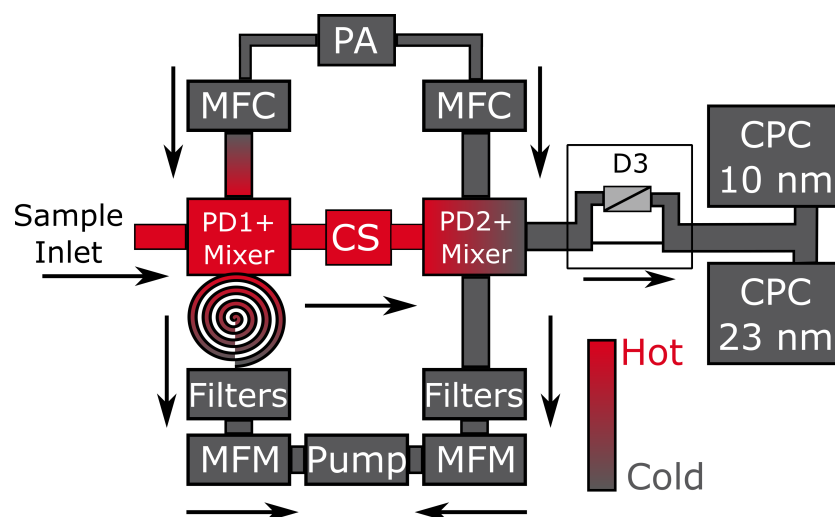 PA
MFC
MFC
D3
CPC
10 nm
Sample
Inlet
PD1+
Mixer
CS
PD2+
Mixer
CPC
23 nm
Hot
Filters
Filters
MFM
Pump
MFM
Cold